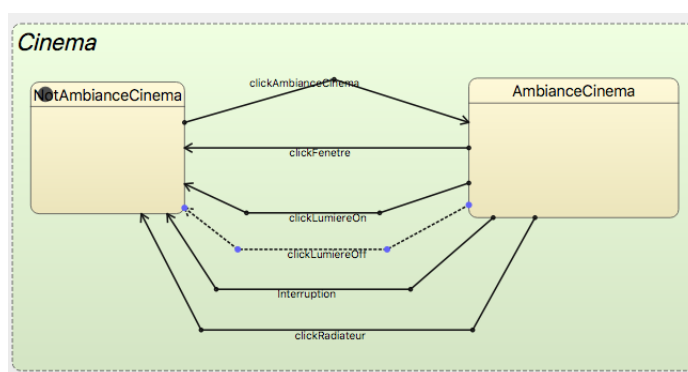 Cinema
clickAmbianceCinema
NotAmbianceCinema
AmbianceCinema
clickFenetre
clickLumiereOn
clickLumiereOff
Interruption
clickRadiateur